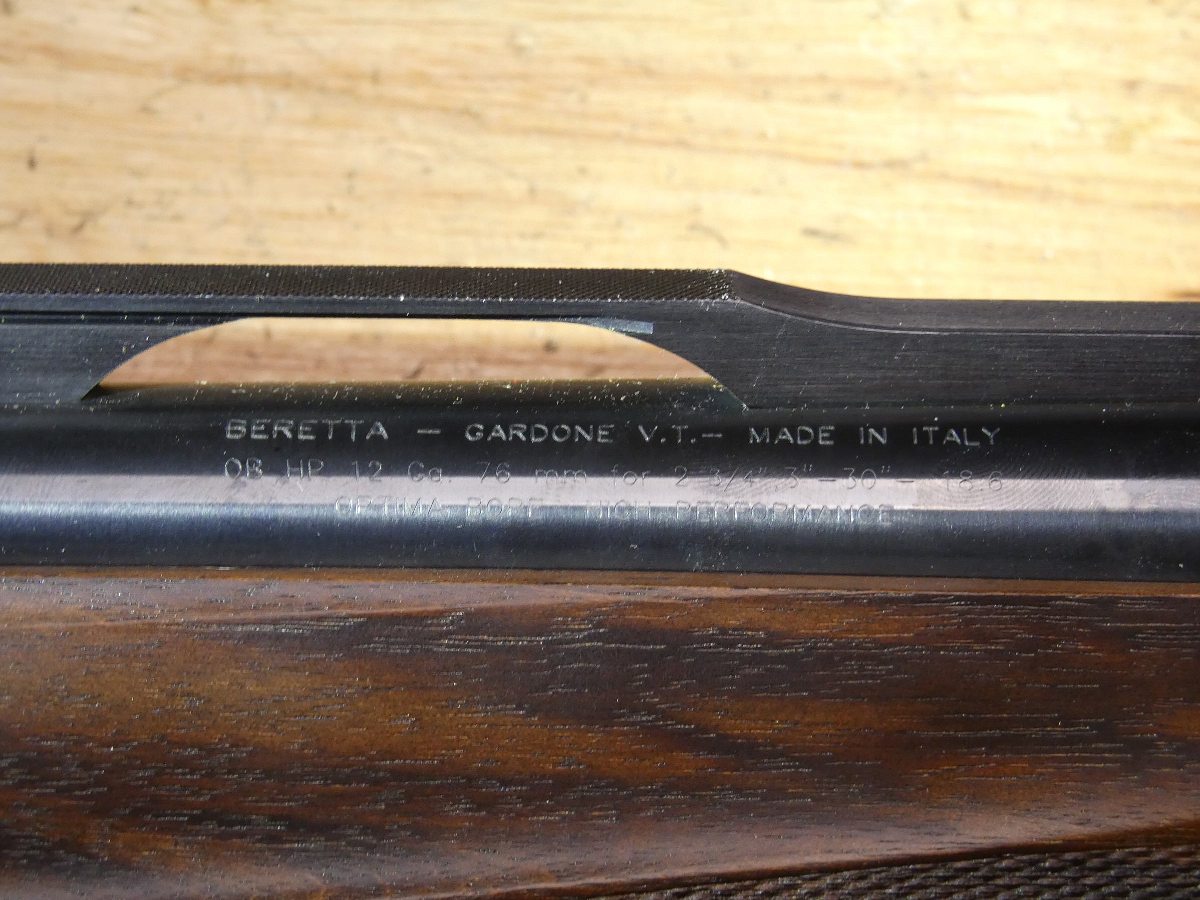 BERETTA - GARDONE V.T.- MADE IN ITALY
OB HP 12 Ga. 76 mm for 2 3/4" 3" -30"- 18.6
OPTIMA-BORE HIGH PERFORMANCE